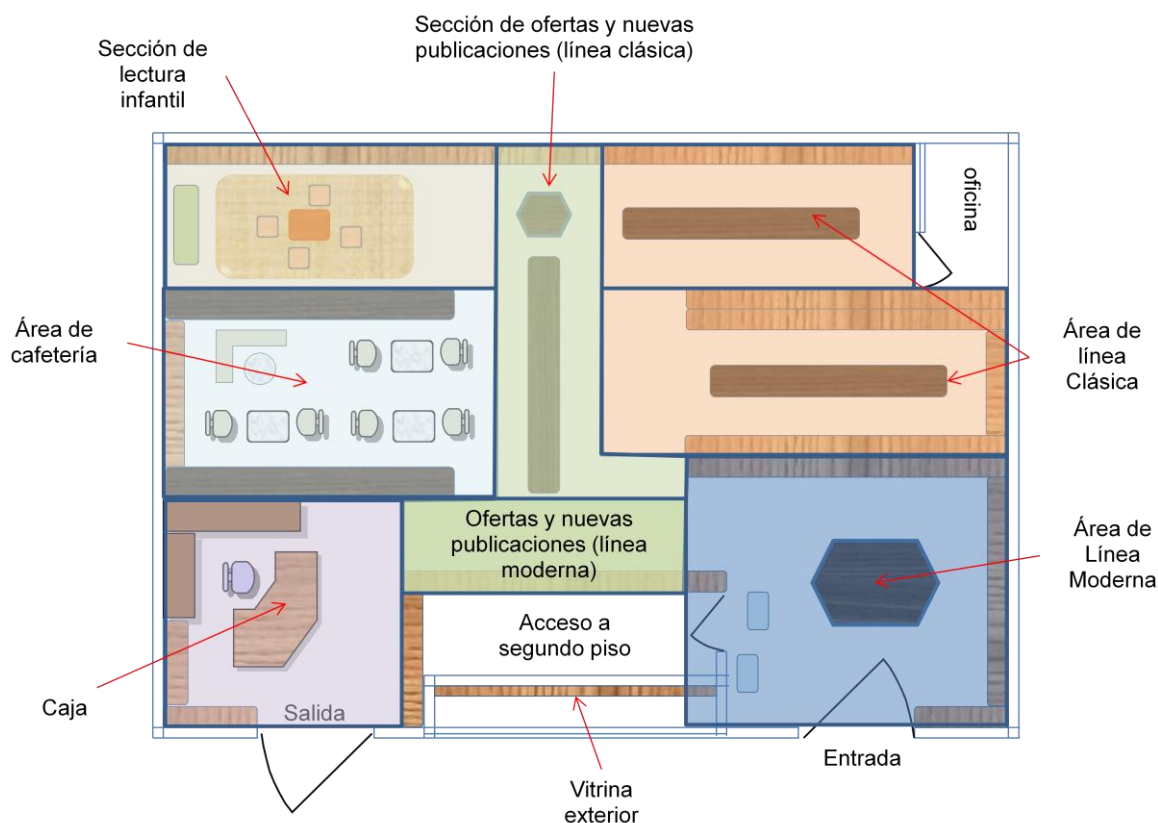 Sección de ofertas y nuevas
publicaciones (línea clásica)
Sección de
lectura
infantil
oficina
Área de
cafetería
Área de
línea
Clásica
Ofertas y nuevas
publicaciones (línea
moderna)
Área de
Línea
Moderna
Acceso a
segundo piso
Caja
Salida
Entrada
Vitrina
exterior